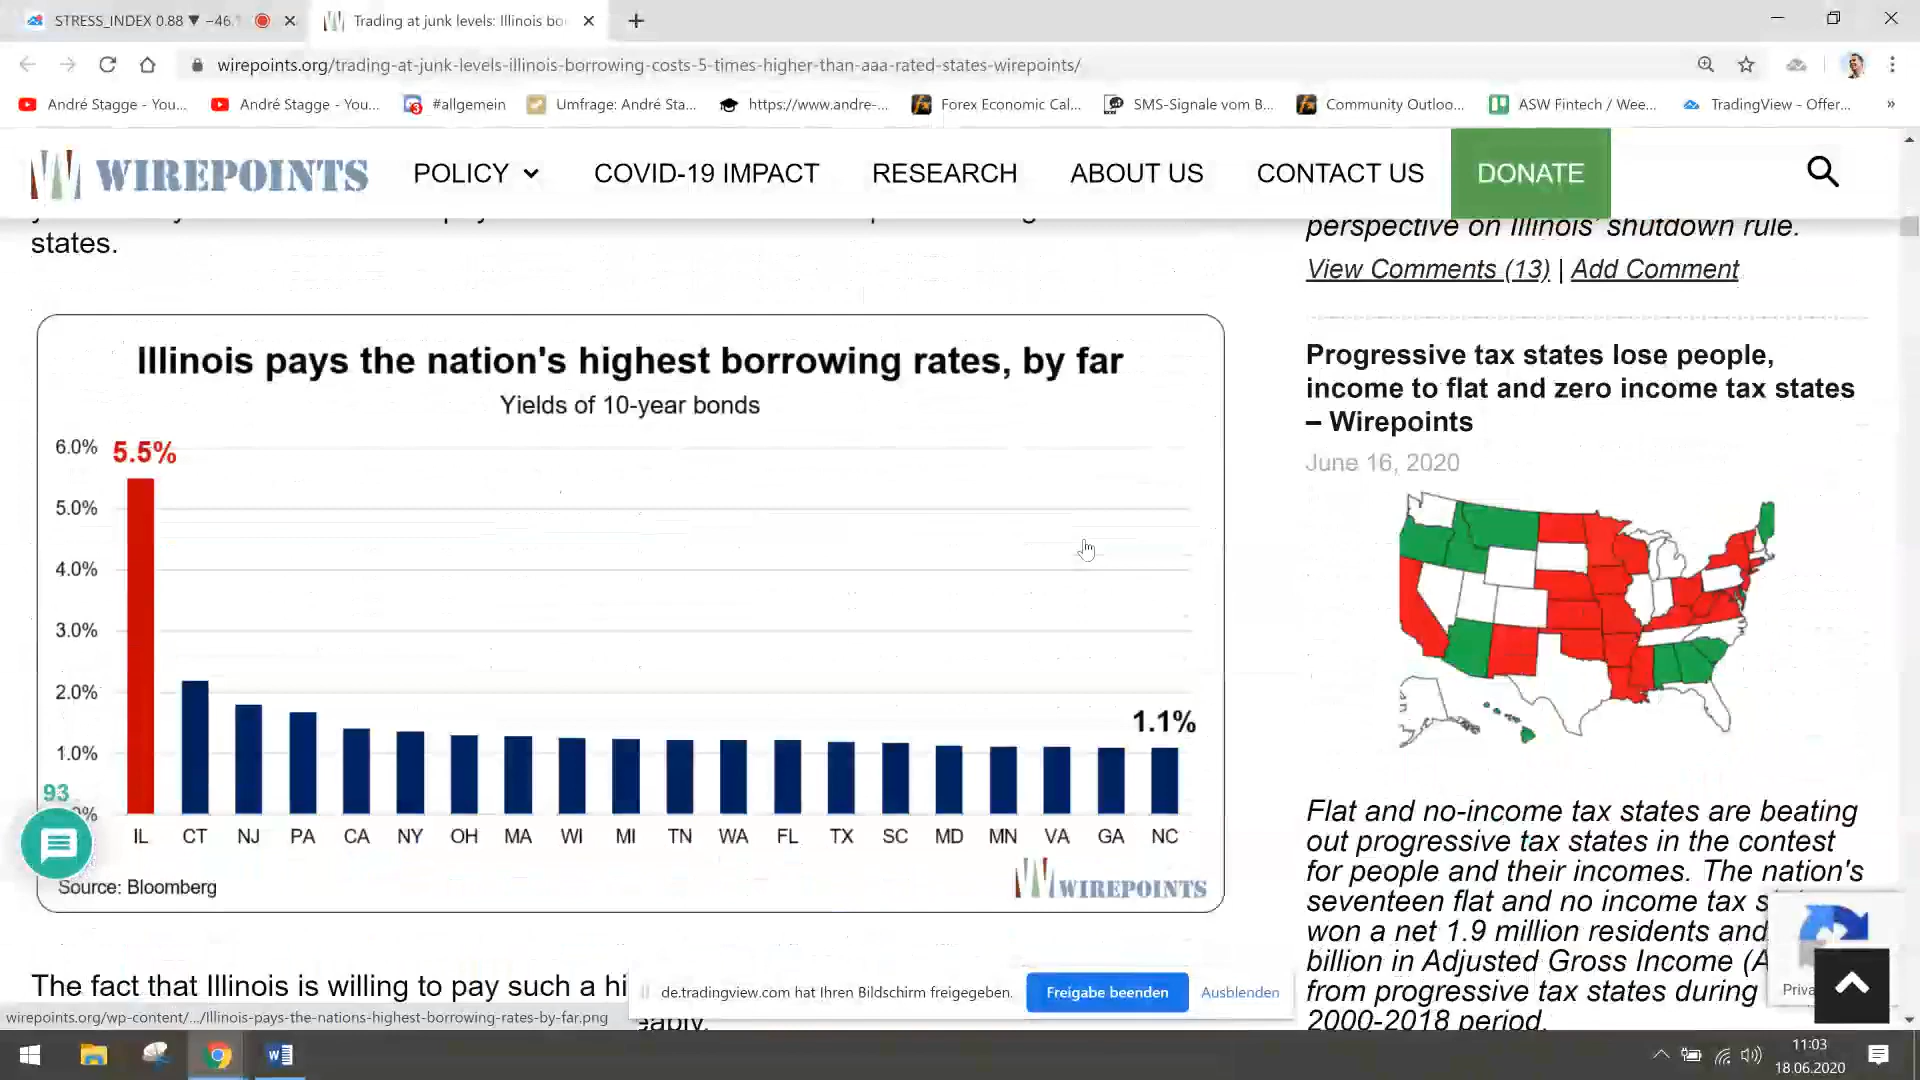 STRESS_INDEX 0.88 ▼ −46.
Trading at junk levels: Illinois bo
wirepoints.org/trading-at-junk-levels-illinois-borrowing-costs-5-times-higher-than-aaa-rated-states-wirepoints/
André Stagge - You...
André Stagge - You...
#allgemein
Umfrage: André Sta...
https://www.andre-...
Forex Economic Cal...
SMS-Signale vom B...
Community Outloo...
ASW Fintech / Wee...
TradingView - Offer...
»
WIREPOINTS
POLICY
COVID-19 IMPACT
RESEARCH
ABOUT US
CONTACT US
DONATE
states.
Illinois pays the nation's highest borrowing rates, by far
Yields of 10-year bonds
6.0%
5.5%
5.0%
4.0%
3.0%
2.0%
1.1%
1.0%
93
%
IL CT NJ PA CA NY OH MA WI MI TN WA FL TX SC MD MN VA GA NC
WIREPOINTS
Source: Bloomberg
The fact that Illinois is willing to pay such a hi
perspective on Illinois' shutdown rule.
View Comments (13) | Add Comment
Progressive tax states lose people,
income to flat and zero income tax states
– Wirepoints
June 16, 2020
Flat and no-income tax states are beating
out progressive tax states in the contest
for people and their incomes. The nation's
seventeen flat and no income tax s
won a net 1.9 million residents and
billion in Adjusted Gross Income (A
from progressive tax states during
2000-2018 period.
Priva
de.tradingview.com hat Ihren Bildschirm freigegeben.
Freigabe beenden
Ausblenden
wirepoints.org/wp-content/.../Illinois-pays-the-nations-highest-borrowing-rates-by-far.png
11:03
18.06.2020